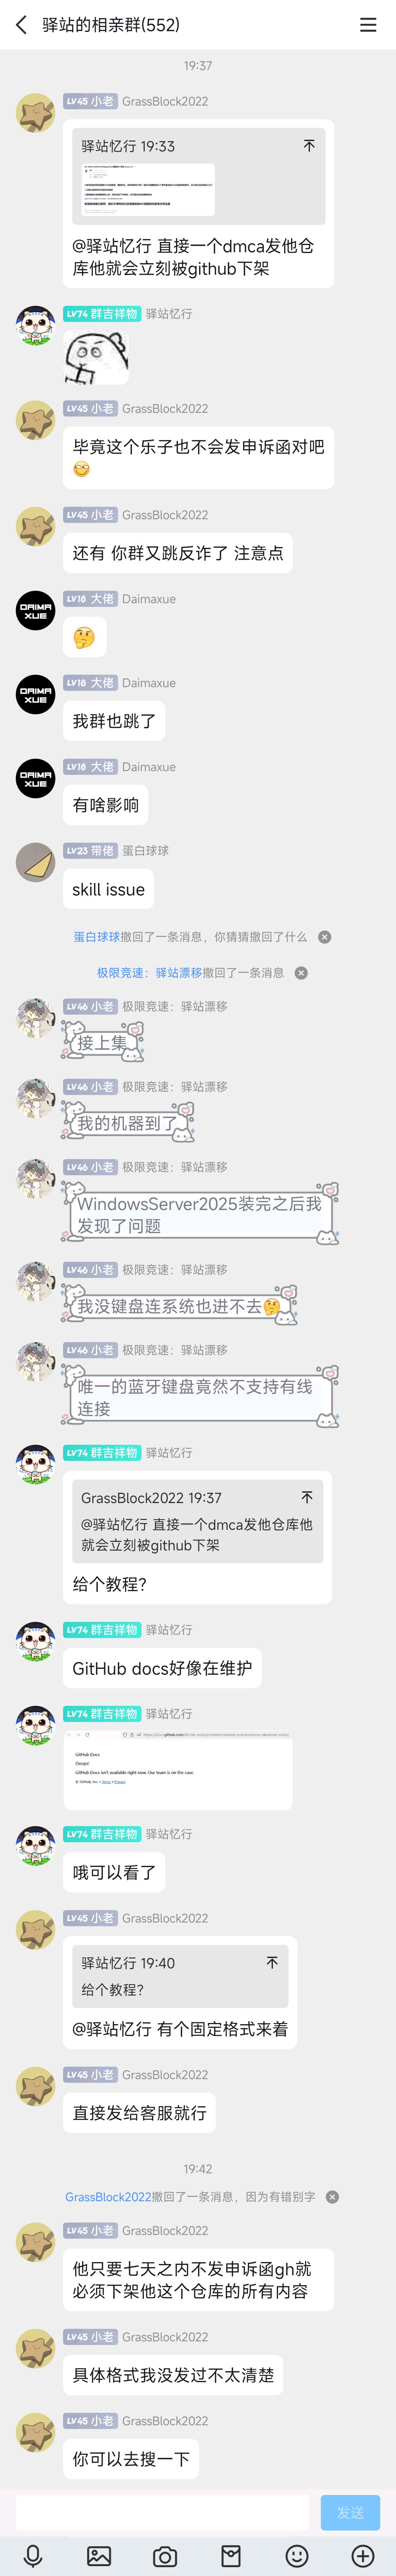 驿站的相亲群(552)
19:37
LV45 小老 GrassBlock2022
驿站忆行 19:33
@驿站忆行 直接一个dmca发他仓
库他就会立刻被github下架
LV74 群吉祥物 驿站忆行
LV45 小老 GrassBlock2022
毕竟这个乐子也不会发申诉函对吧
LV45 小老 GrassBlock2022
还有 你群又跳反诈了 注意点
DAIMA
XUE
LV18 大佬 Daimaxue
DAIMA
XUE
LV18 大佬 Daimaxue
我群也跳了
DAIMA
XUE
LV18 大佬 Daimaxue
有啥影响
LV23 带佬 蛋白球球
skill issue
蛋白球球撤回了一条消息，你猜猜撤回了什么
极限竞速：驿站漂移撤回了一条消息
LV46 小老 极限竞速：驿站漂移
接上集
LV46 小老 极限竞速：驿站漂移
我的机器到了
LV46 小老 极限竞速：驿站漂移
WindowsServer2025装完之后我
发现了问题
LV46 小老 极限竞速：驿站漂移
我没键盘连系统也进不去
LV46 小老 极限竞速：驿站漂移
唯一的蓝牙键盘竟然不支持有线
连接
LV74 群吉祥物 驿站忆行
GrassBlock2022 19:37
@驿站忆行 直接一个dmca发他仓库他
就会立刻被github下架
给个教程？
LV74 群吉祥物 驿站忆行
GitHub docs好像在维护
LV74 群吉祥物 驿站忆行
GitHub Docs
Ooops!
GitHub Docs isn't available right now. Our team is on the case.
© GitHub, Inc. • Terms • Privacy
LV74 群吉祥物 驿站忆行
哦可以看了
LV45 小老 GrassBlock2022
驿站忆行 19:40
给个教程？
@驿站忆行 有个固定格式来着
LV45 小老 GrassBlock2022
直接发给客服就行
19:42
GrassBlock2022撤回了一条消息，因为有错别字
LV45 小老 GrassBlock2022
他只要七天之内不发申诉函gh就
必须下架他这个仓库的所有内容
LV45 小老 GrassBlock2022
具体格式我没发过不太清楚
LV45 小老 GrassBlock2022
你可以去搜一下
发送